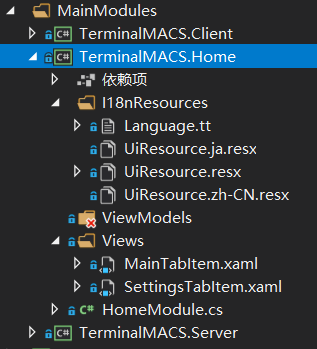 MainModules
C# TerminalMACS.Client
C# TerminalMACS.Home
依赖项
I18nResources
Language.tt
UiResource.ja.resx
UiResource.resx
UiResource.zh-CN.resx
ViewModels
Views
MainTabItem.xaml
SettingsTabItem.xaml
C# HomeModule.cs
C# TerminalMACS.Server